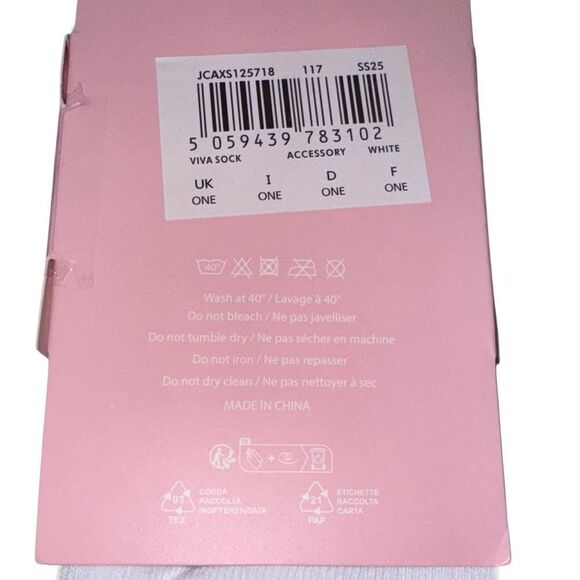 JCAXS125718 117 SS25
5 059439 783102
VIVA SOCK ACCESSORY WHITE
UK I D F
ONE ONE ONE ONE
40°
Wash at 40° / Lavage à 40°
Do not bleach / Ne pas javelliser
Do not tumble dry / Ne pas sécher en machine
Do not iron / Ne pas repasser
Do not dry clean / Ne pas nettoyer à sec
MADE IN CHINA
FR
93
TEX
CORDA
RACCOLTA
INDIFFERENZIATA
21
PAP
ETICHETTE
RACCOLTA
CARTA